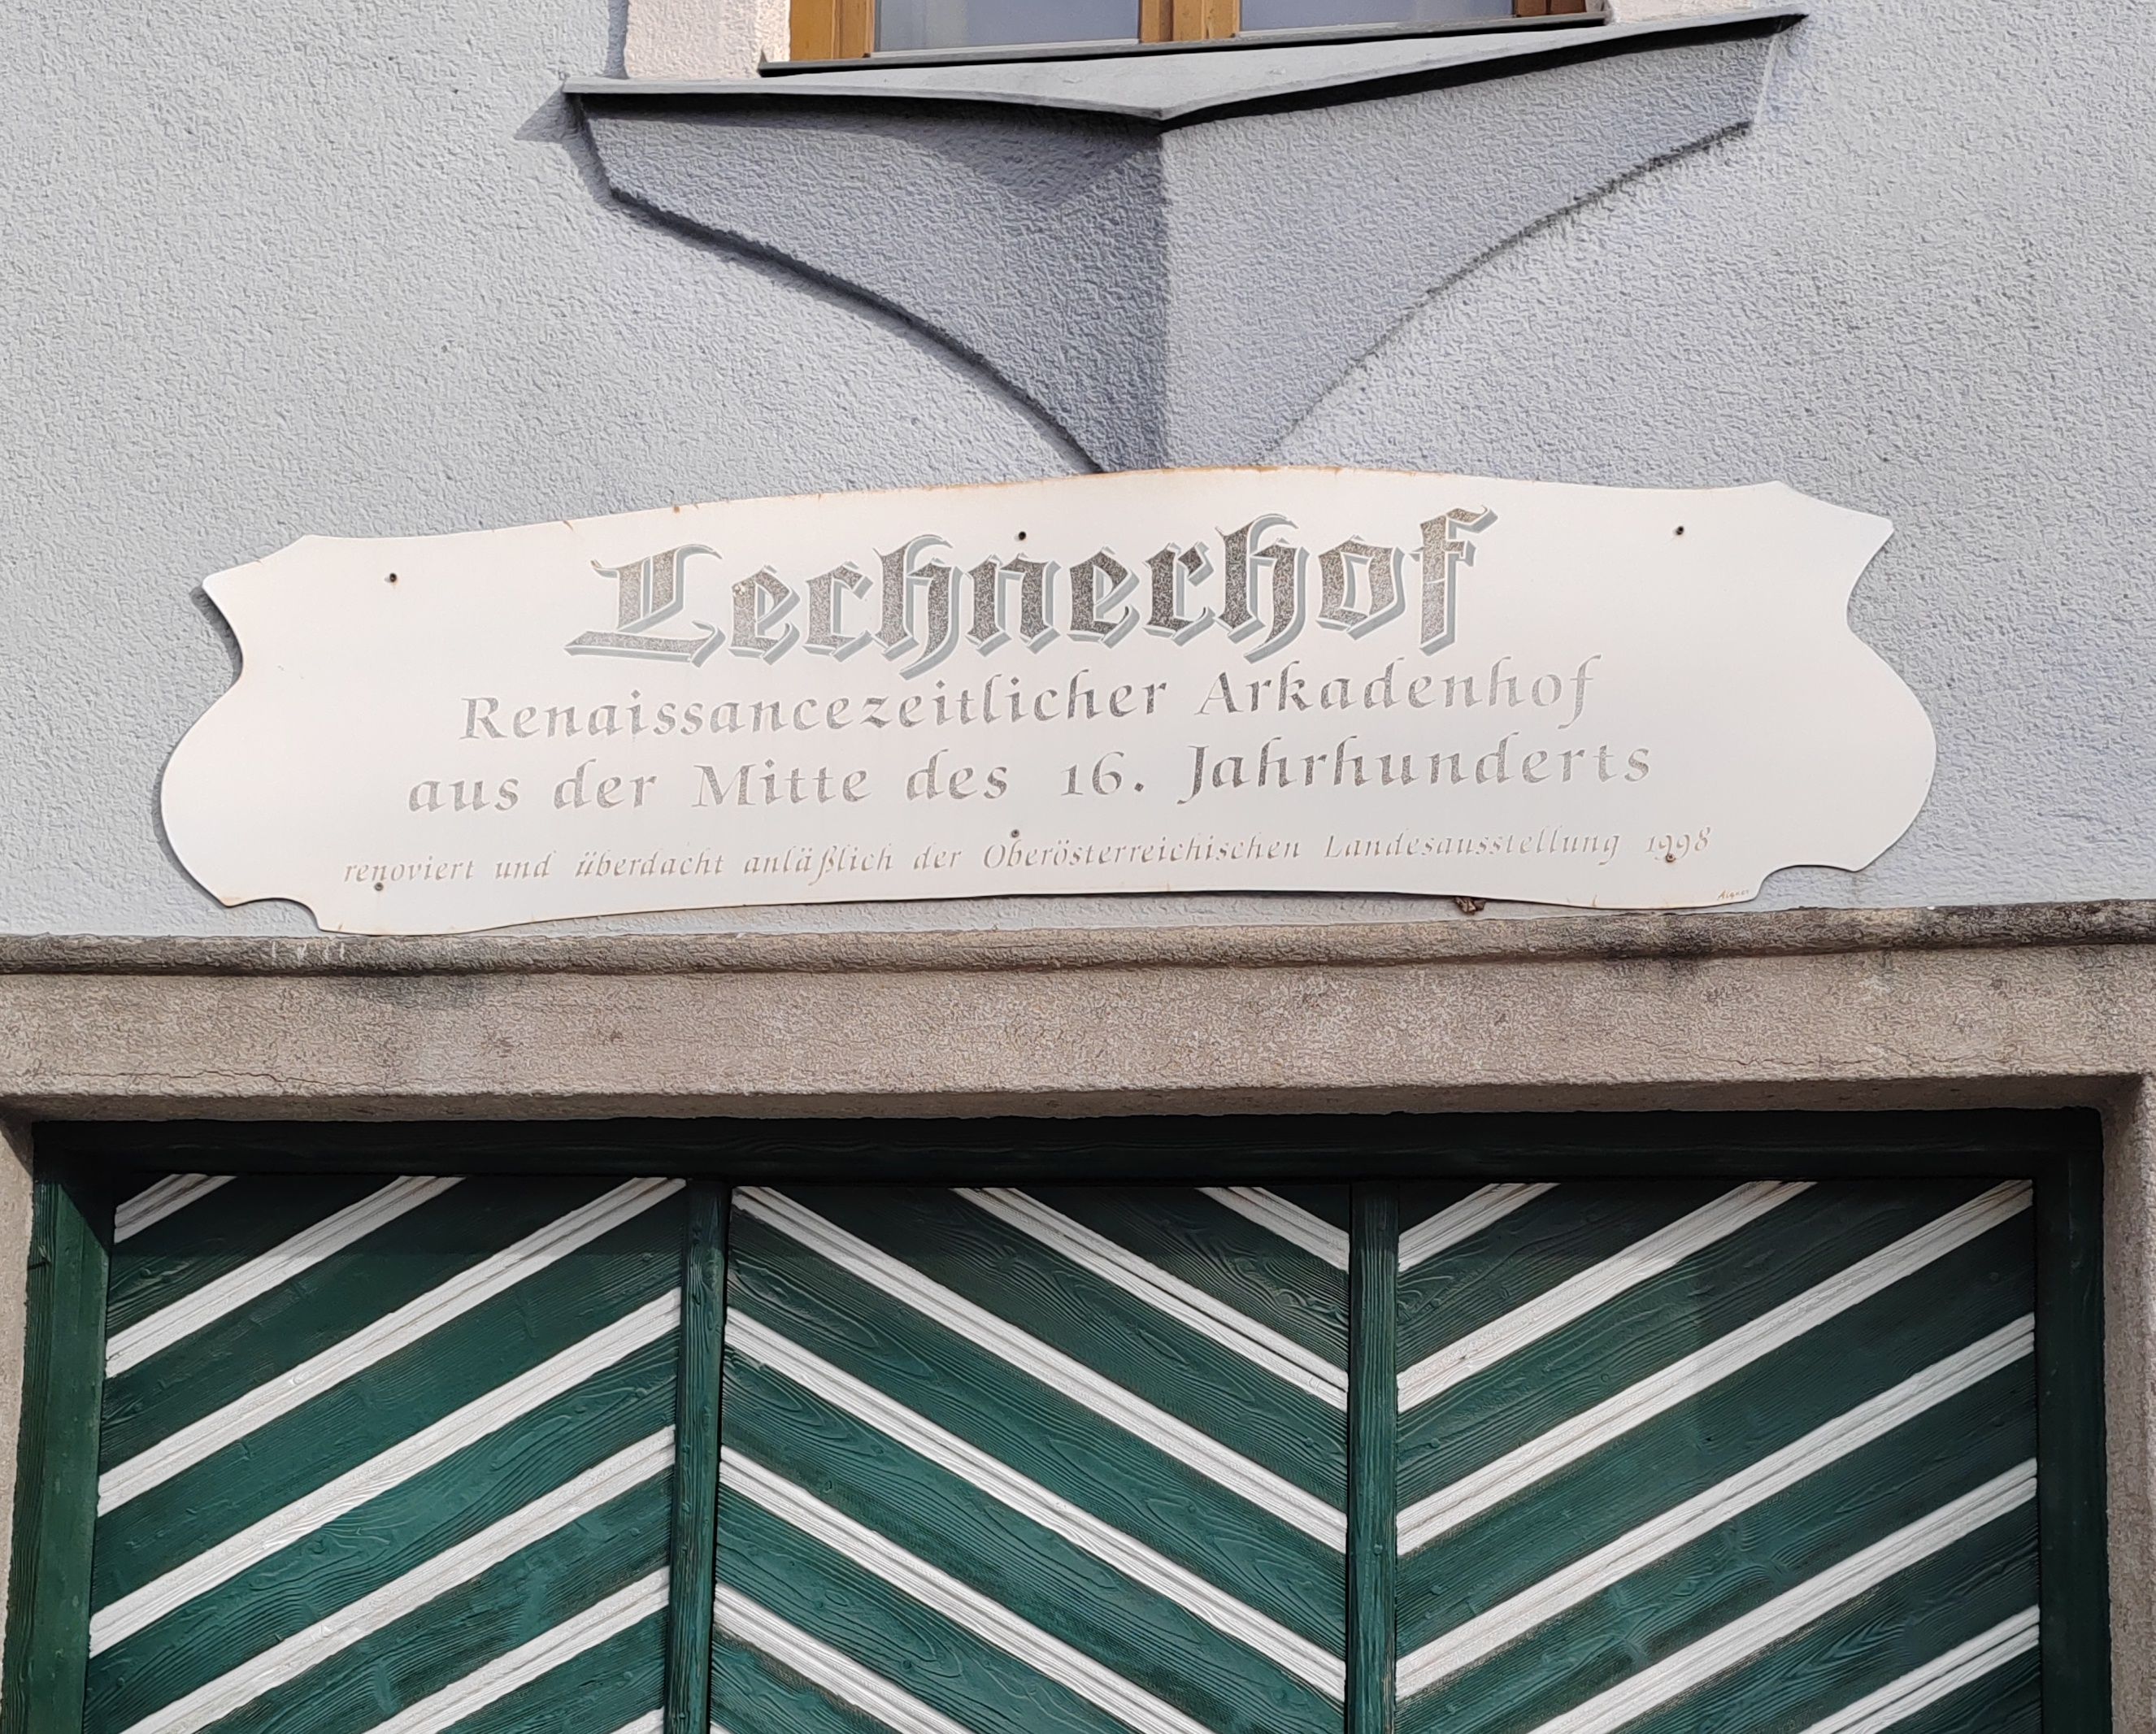 Lechnerhof
Renaissancezeitlicher Arkadenhof
aus der Mitte des 16. Jahrhunderts
renoviert und überdacht anläßlich der Oberösterreichischen Landesausstellung 1998